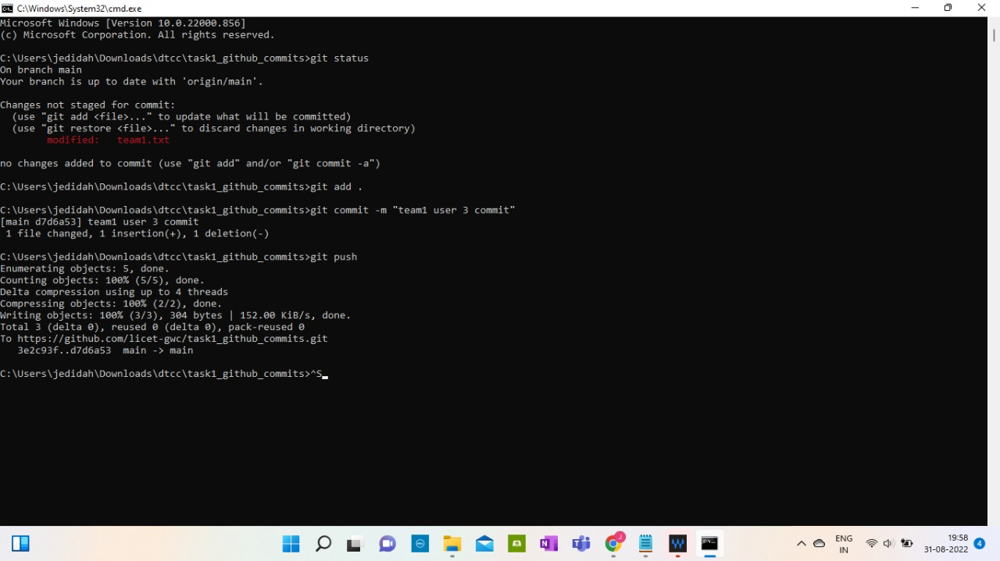 C:\Windows\System32\cmd.exe
Microsoft Windows [Version 10.0.22000.856]
(c) Microsoft Corporation. All rights reserved.
C:\Users\jedidah\Downloads\dtcc\task1_github_commits>git status
On branch main
Your branch is up to date with 'origin/main'.
Changes not staged for commit:
  (use "git add <file>..." to update what will be committed)
  (use "git restore <file>..." to discard changes in working directory)
        modified:   team1.txt
no changes added to commit (use "git add" and/or "git commit -a")
C:\Users\jedidah\Downloads\dtcc\task1_github_commits>git add .
C:\Users\jedidah\Downloads\dtcc\task1_github_commits>git commit -m "team1 user 3 commit"
[main d7d6a53] team1 user 3 commit
 1 file changed, 1 insertion(+), 1 deletion(-)
C:\Users\jedidah\Downloads\dtcc\task1_github_commits>git push
Enumerating objects: 5, done.
Counting objects: 100% (5/5), done.
Delta compression using up to 4 threads
Compressing objects: 100% (2/2), done.
Writing objects: 100% (3/3), 304 bytes | 152.00 KiB/s, done.
Total 3 (delta 0), reused 0 (delta 0), pack-reused 0
To https://github.com/licet-gwc/task1_github_commits.git
   3e2c93f..d7d6a53  main -> main
C:\Users\jedidah\Downloads\dtcc\task1_github_commits>^S
N
J
W
ENG
IN
19:58
31-08-2022
4